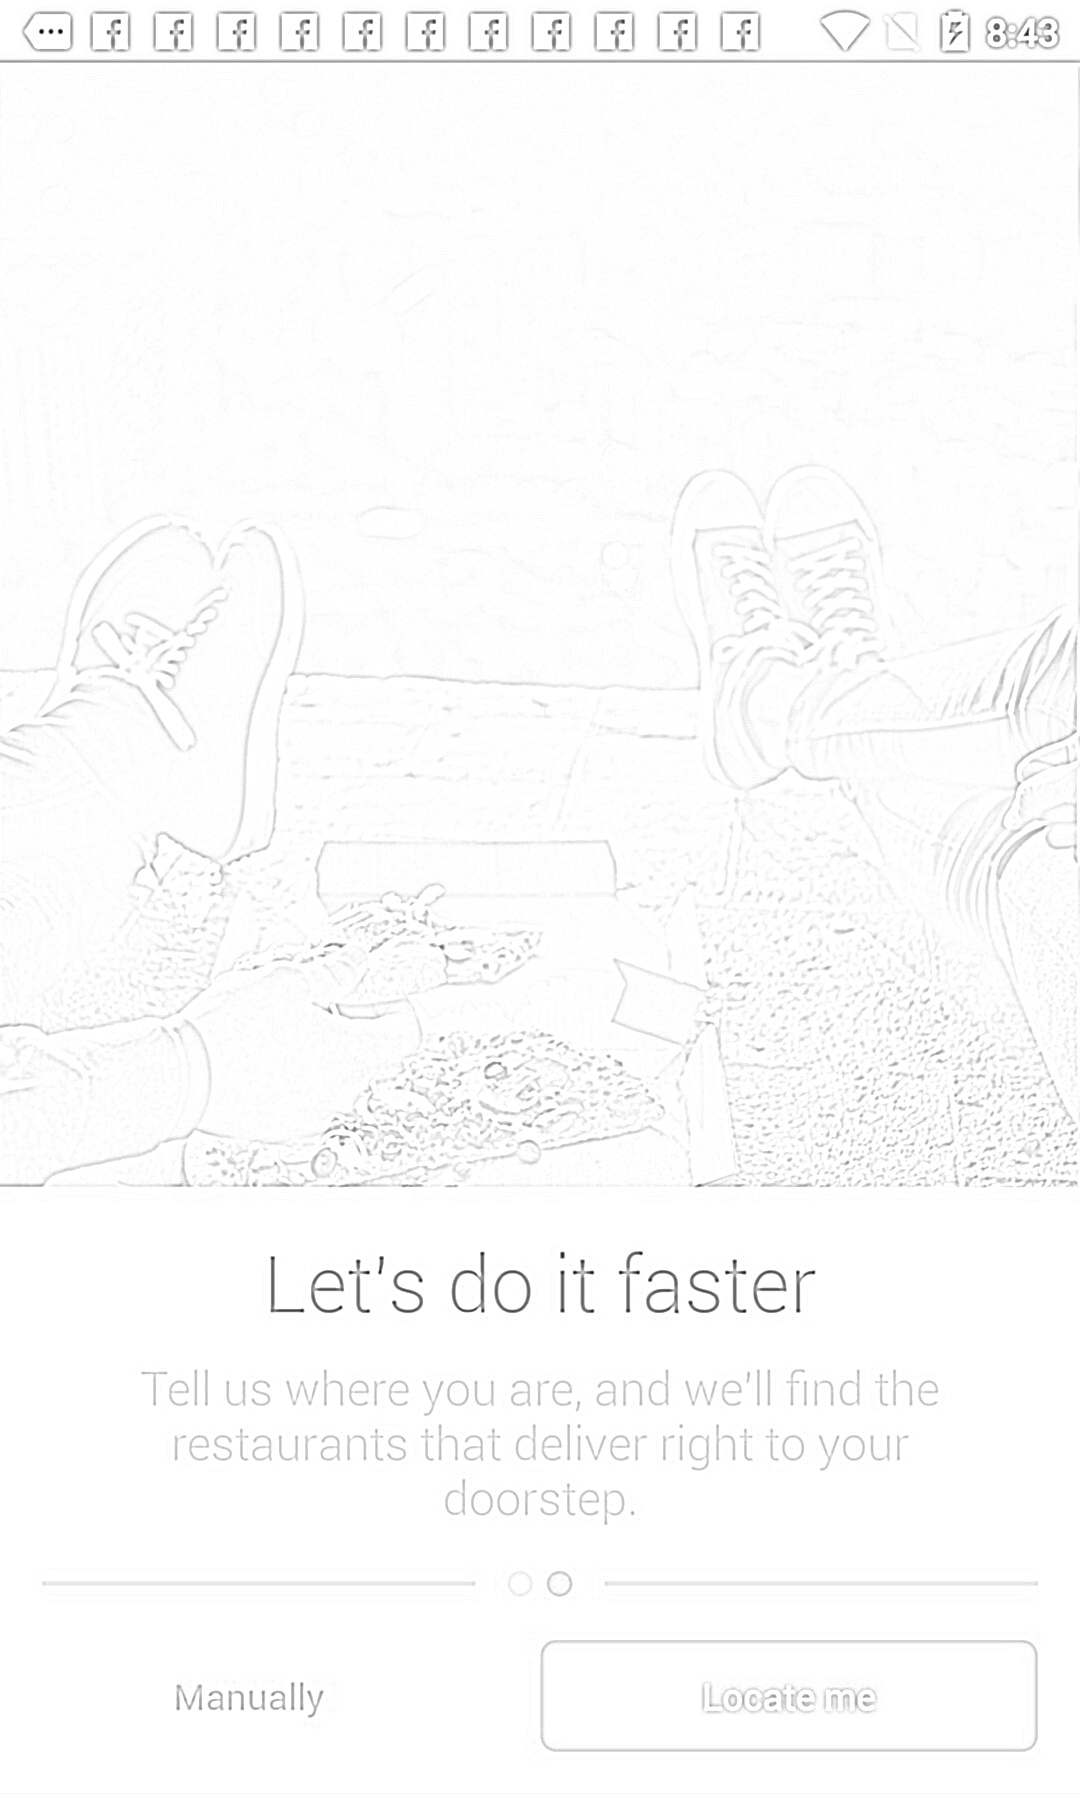 8:43
Let's do it faster
Tell us where you are, and we'll find the
restaurants that deliver right to your
doorstep.
Manually
Locate me